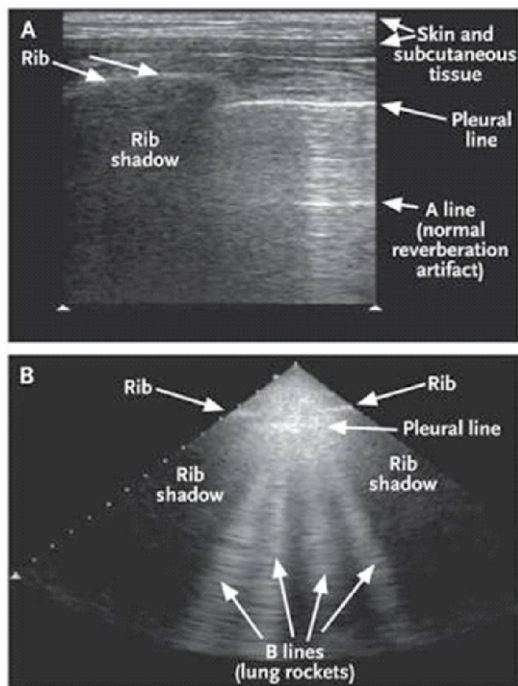 A
Rib
Skin and
subcutaneous
tissue
Rib
shadow
Pleural
line
A line
(normal
reverberation
artifact)
B
Rib
Rib
Pleural line
Rib
shadow
Rib
shadow
B lines
(lung rockets)